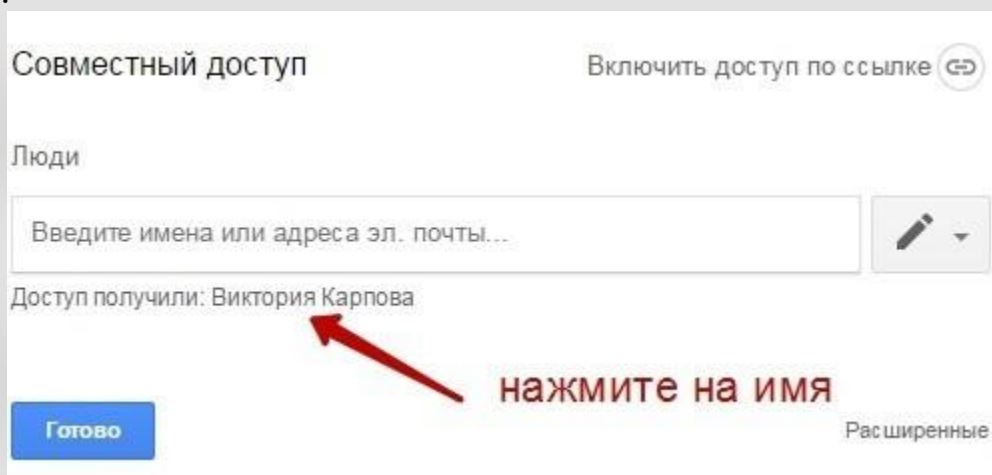 Совместный доступ
Включить доступ по ссылке
Люди
Введите имена или адреса эл. почты...
Доступ получили: Виктория Карпова
нажмите на имя
Готово
Расширенные